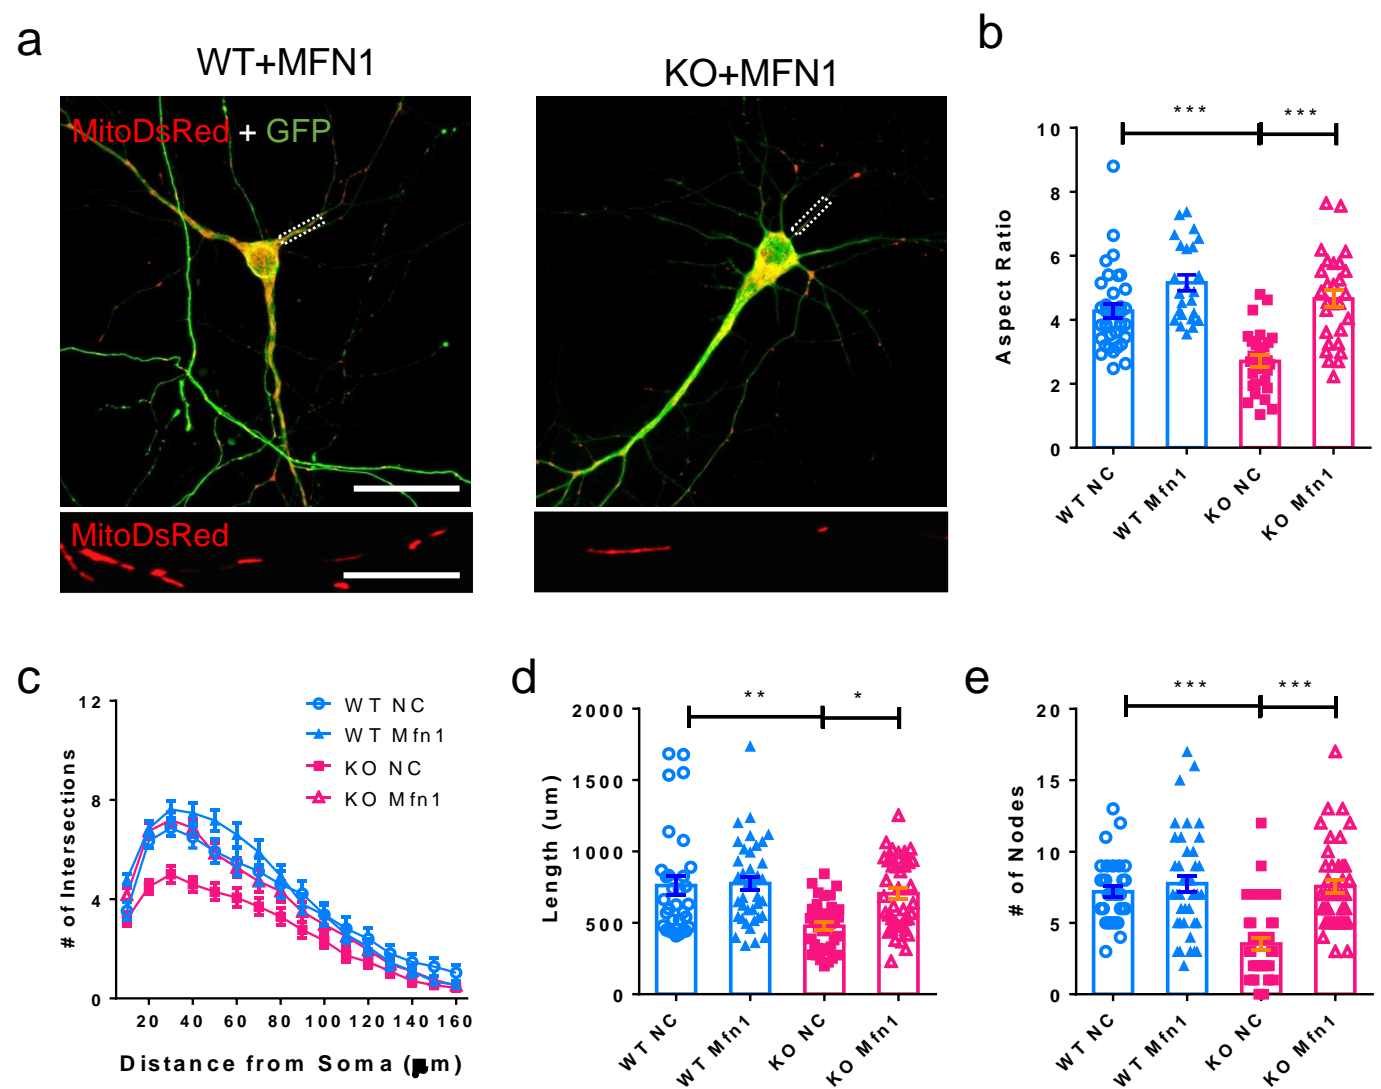 a
WT+MFN1
KO+MFN1
MitoDsRed + GFP
MitoDsRed
b
***
***
10
8
6
4
2
0
Aspect Ratio
WT NC
WT Mfn1
KO NC
KO Mfn1
c
12
8
4
0
# of Intersections
WT NC
WT Mfn1
KO NC
KO Mfn1
20 40 60 80 100 120 140 160
Distance from Soma (μm)
d
**
*
2000
1500
1000
500
0
Length (um)
WT NC
WT Mfn1
KO NC
KO Mfn1
e
***
***
20
15
10
5
0
# of Nodes
WT NC
WT Mfn1
KO NC
KO Mfn1